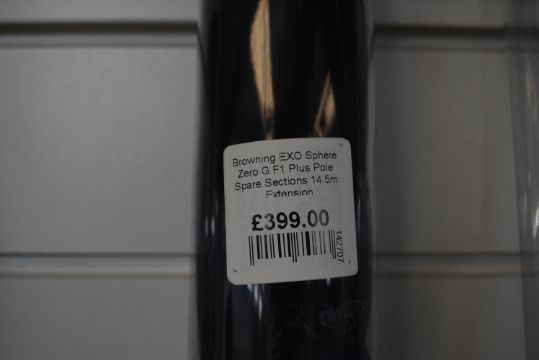 Browning EXO Sphere
Zero G F1 Plus Pole
Spare Sections 14.5m
Extension
£399.00
142707